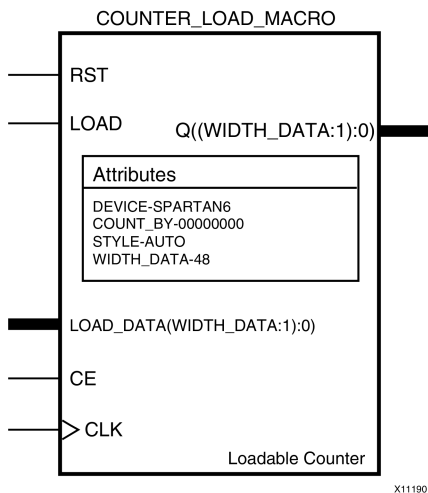 COUNTER_LOAD_MACRO
RST
LOAD
Q((WIDTH_DATA:1):0)
Attributes
DEVICE-SPARTAN6
COUNT_BY-00000000
STYLE-AUTO
WIDTH_DATA-48
LOAD_DATA(WIDTH_DATA:1):0)
CE
CLK
Loadable Counter
X11190